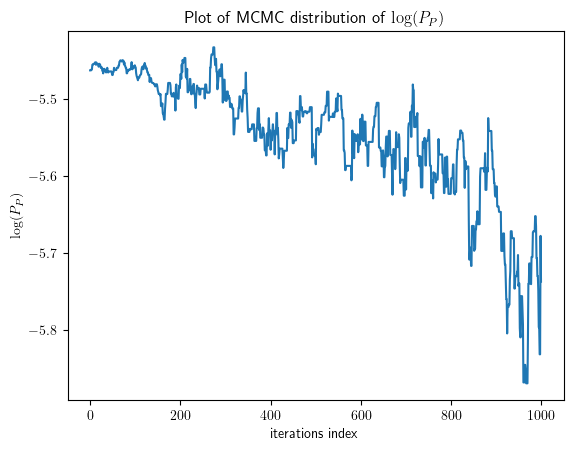 Plot of MCMC distribution of log(P_P)
log(P_P)
−5.5
−5.6
−5.7
−5.8
0 200 400 600 800 1000
iterations index